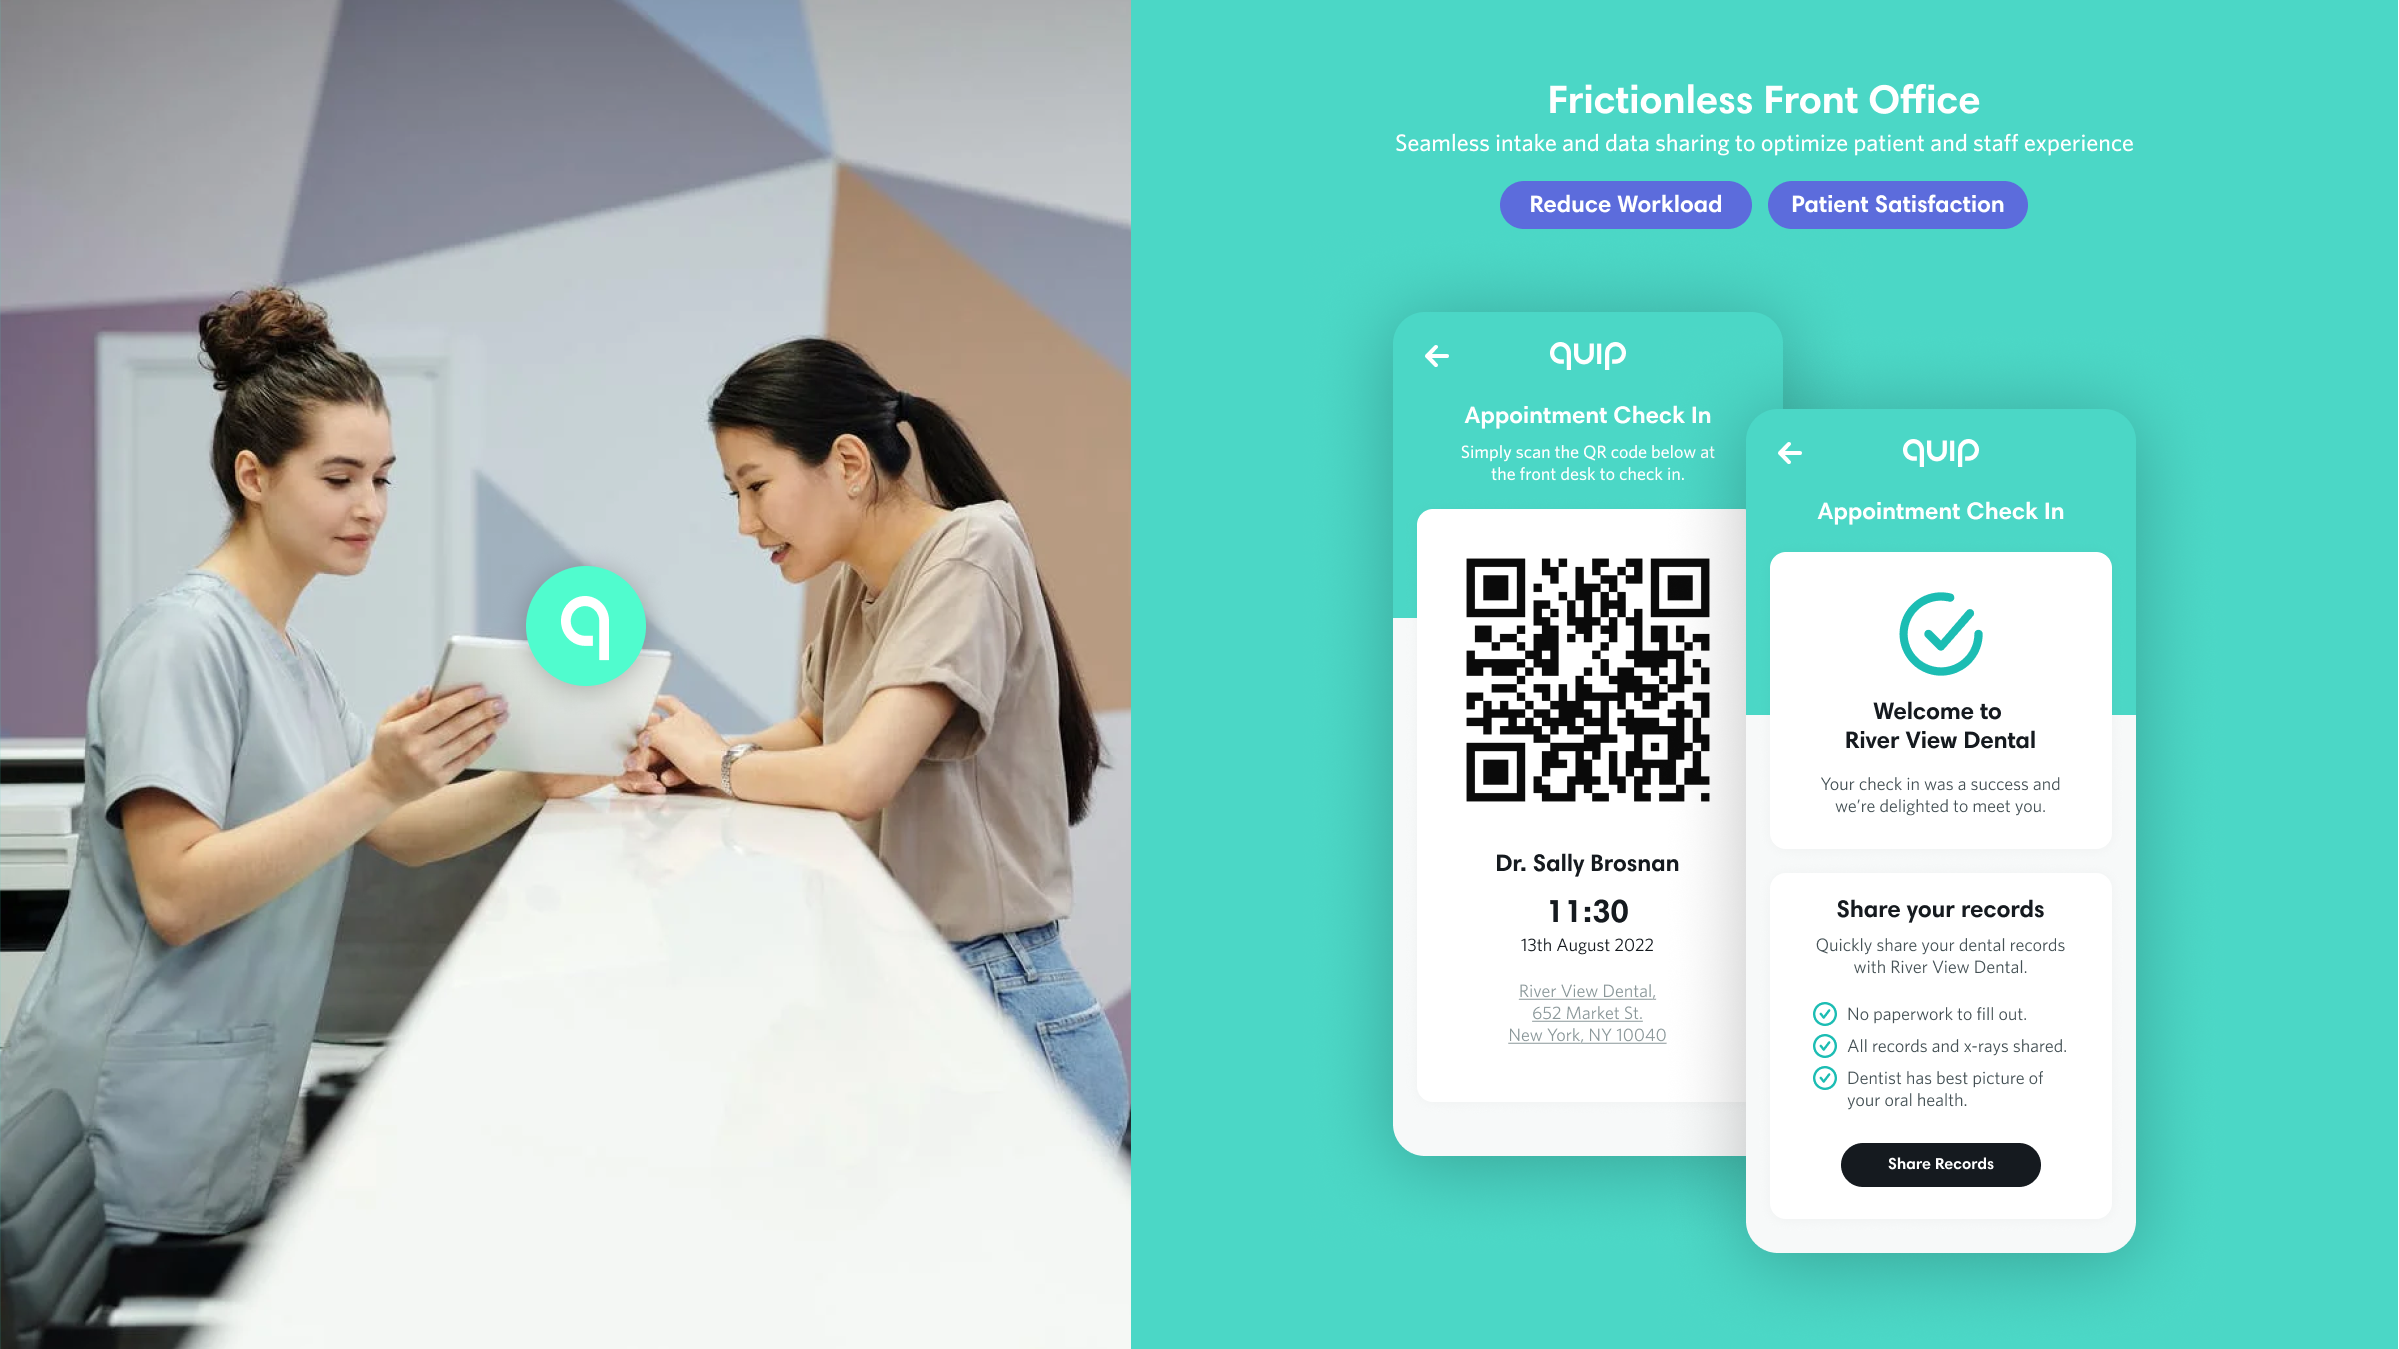 q
Frictionless Front Office
Seamless intake and data sharing to optimize patient and staff experience
Reduce Workload
Patient Satisfaction
quip
Appointment Check In
Simply scan the QR code below at
the front desk to check in.
Dr. Sally Brosnan
11:30
13th August 2022
River View Dental,
652 Market St.
New York, NY 10040
quip
Appointment Check In
Welcome to
River View Dental
Your check in was a success and
we’re delighted to meet you.
Share your records
Quickly share your dental records
with River View Dental.
No paperwork to fill out.
All records and x-rays shared.
Dentist has best picture of
your oral health.
Share Records